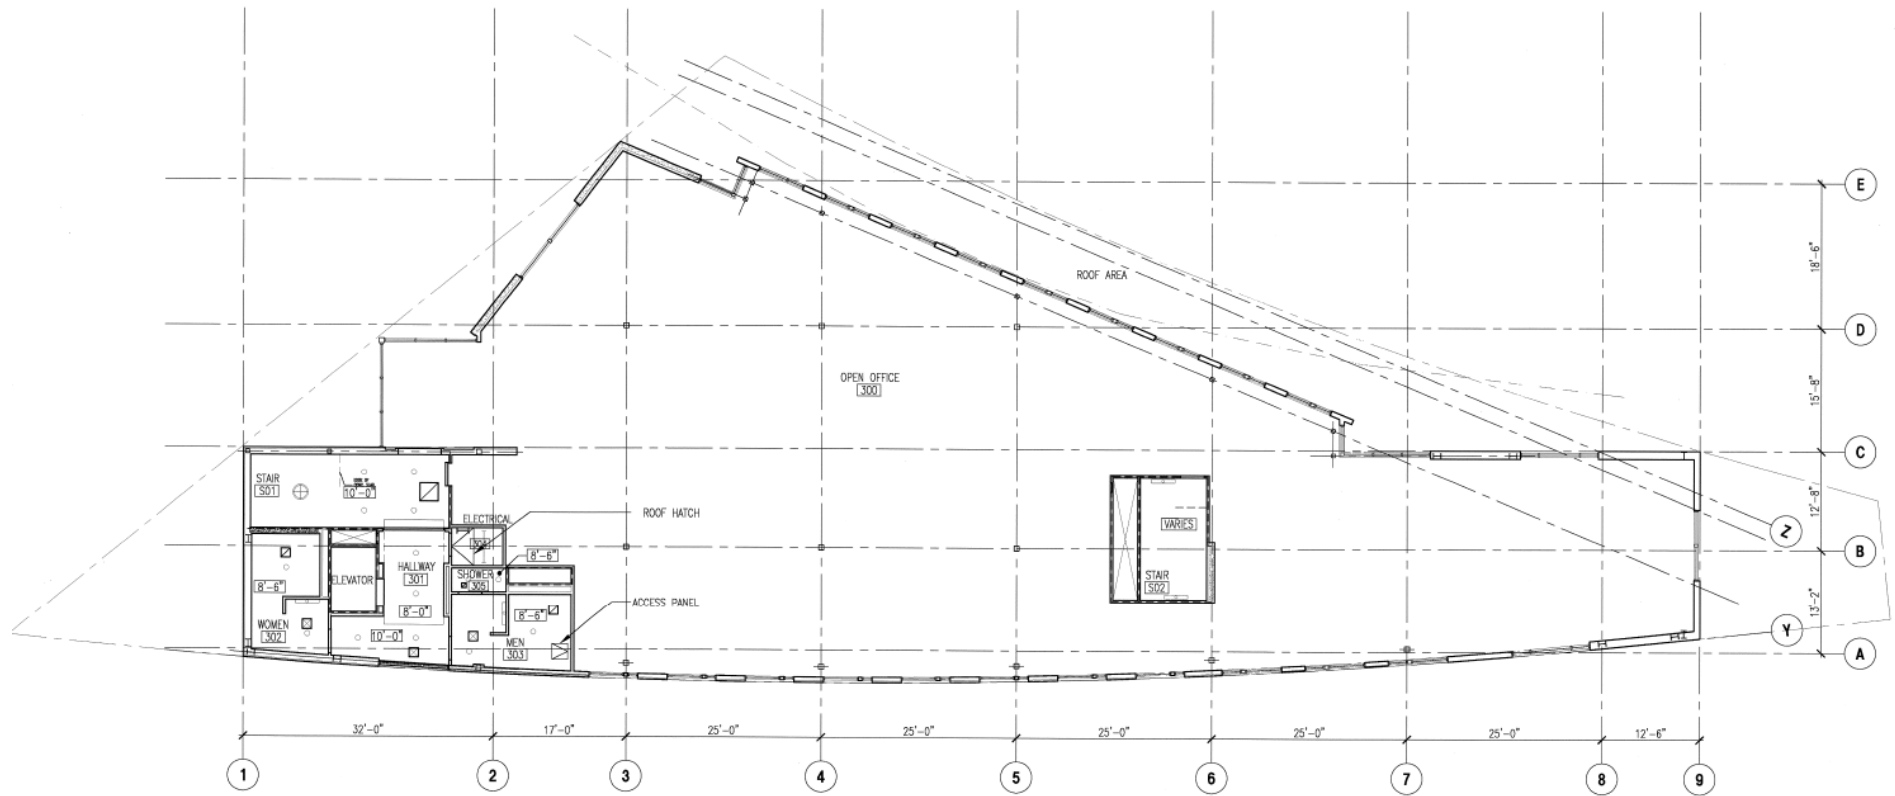 E
18'-6"
ROOF AREA
D
OPEN OFFICE
300
15'-8"
C
STAIR
S01
10'-0"
12'-8"
ROOF HATCH
ELECTRICAL
304
VARIES
Z
B
8'-6"
HALLWAY
301
SHOWER
305
ELEVATOR
STAIR
S02
8'-6"
8'-0"
8'-6"
ACCESS PANEL
13'-2"
WOMEN
302
10'-0"
MEN
303
Y
A
32'-0" 17'-0" 25'-0" 25'-0" 25'-0" 25'-0" 25'-0" 12'-6"
1 2 3 4 5 6 7 8 9